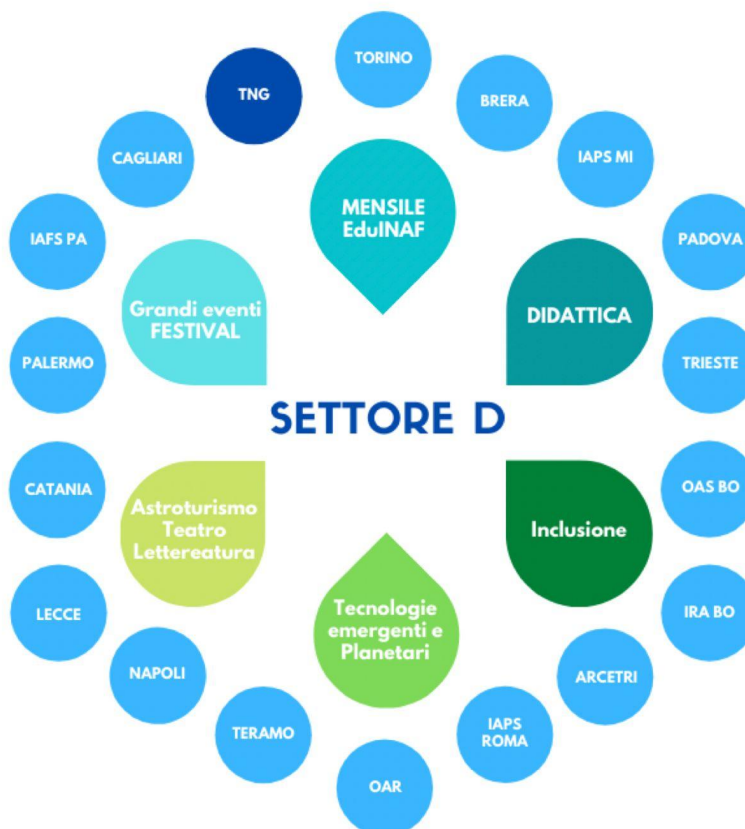 TORINO
TNG
BRERA
CAGLIARI
IAPS MI
MENSILE
EduINAF
IAFS PA
PADOVA
Grandi eventi
FESTIVAL
DIDATTICA
PALERMO
TRIESTE
SETTORE D
CATANIA
OAS BO
Astroturismo
Teatro
Lettereatura
Inclusione
LECCE
IRA BO
Tecnologie
emergenti e
Planetari
NAPOLI
ARCETRI
TERAMO
IAPS
ROMA
OAR